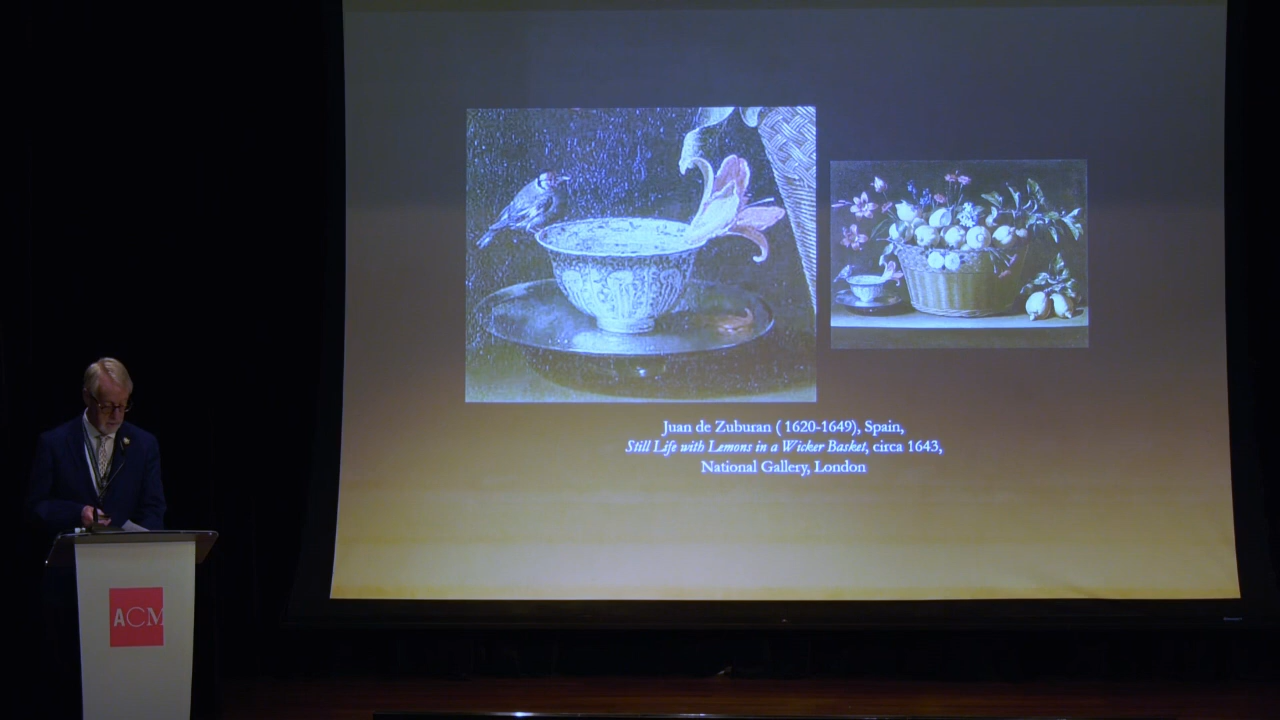 Juan de Zuburan ( 1620-1649), Spain,
Still Life with Lemons in a Wicker Basket, circa 1643,
National Gallery, London
ACM